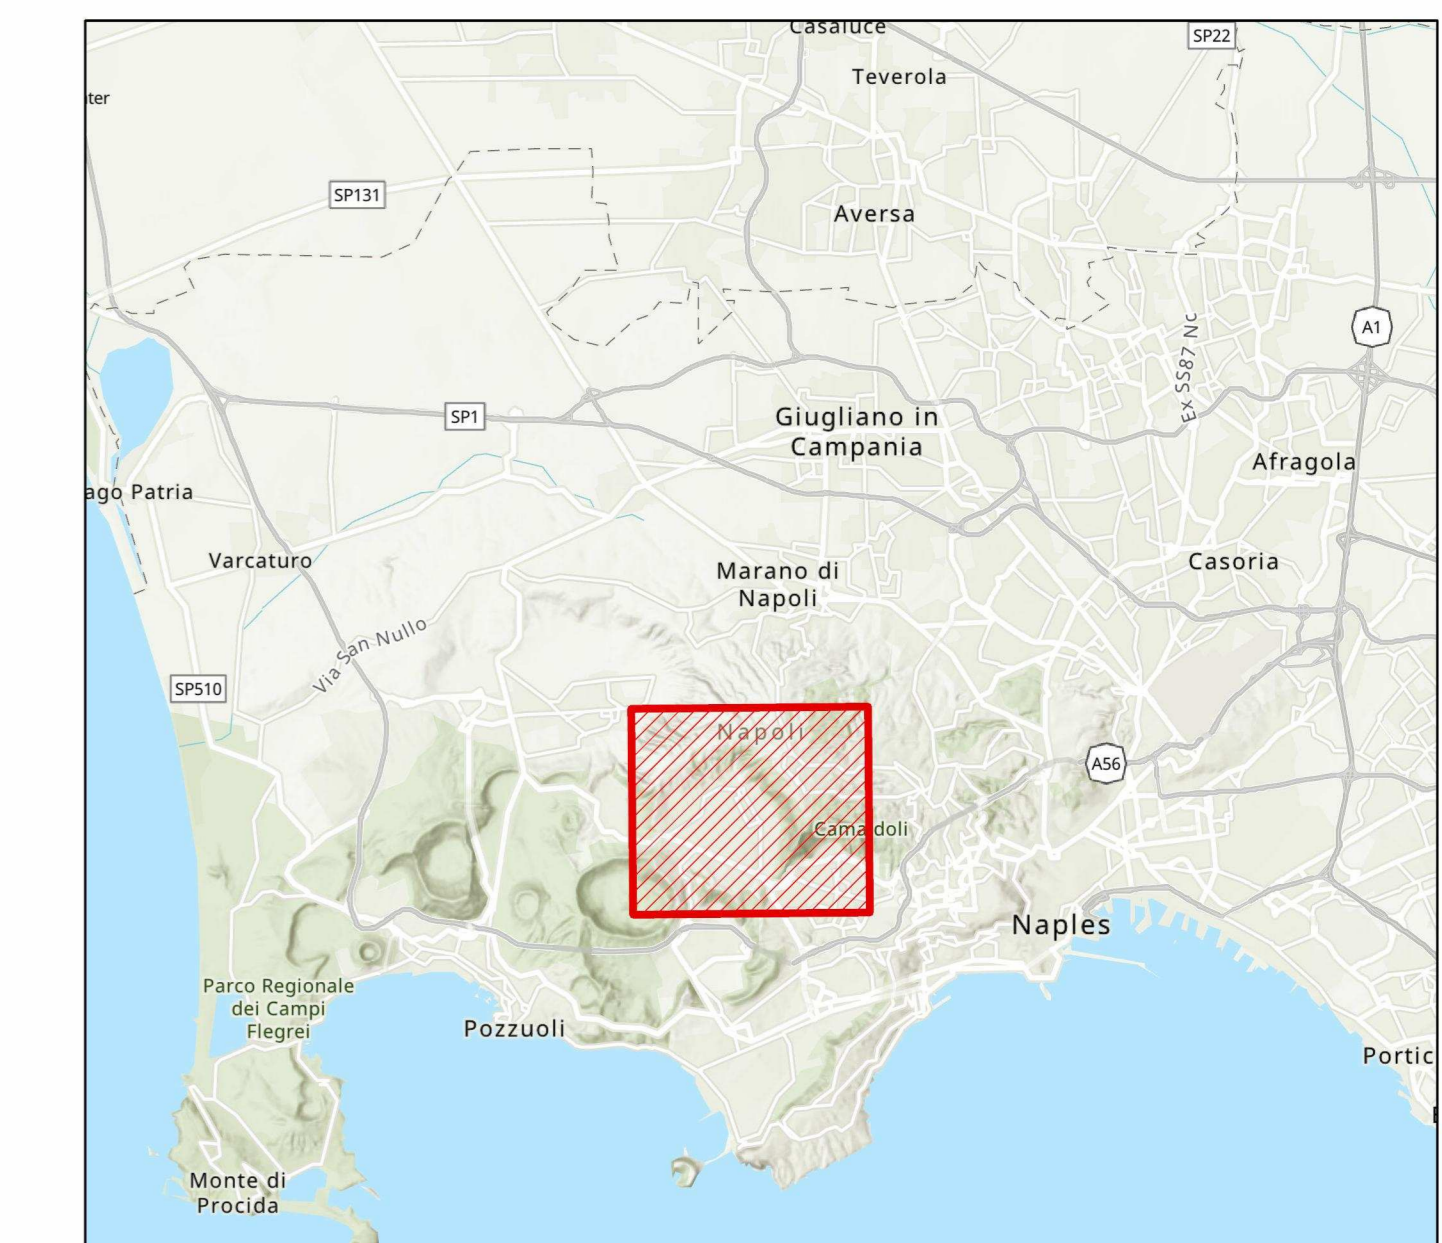 Casaluce
SP22
Teverola
ter
SP131
Aversa
A1
Ex SS87 Nc
SP1
Giugliano in
Campania
Afragola
ago Patria
Varcaturo
Casoria
Marano di
Napoli
Via San Nullo
SP510
Napoli
A56
Camaldoli
Naples
Parco Regionale
dei Campi
Flegrei
Pozzuoli
Portic
Monte di
Procida